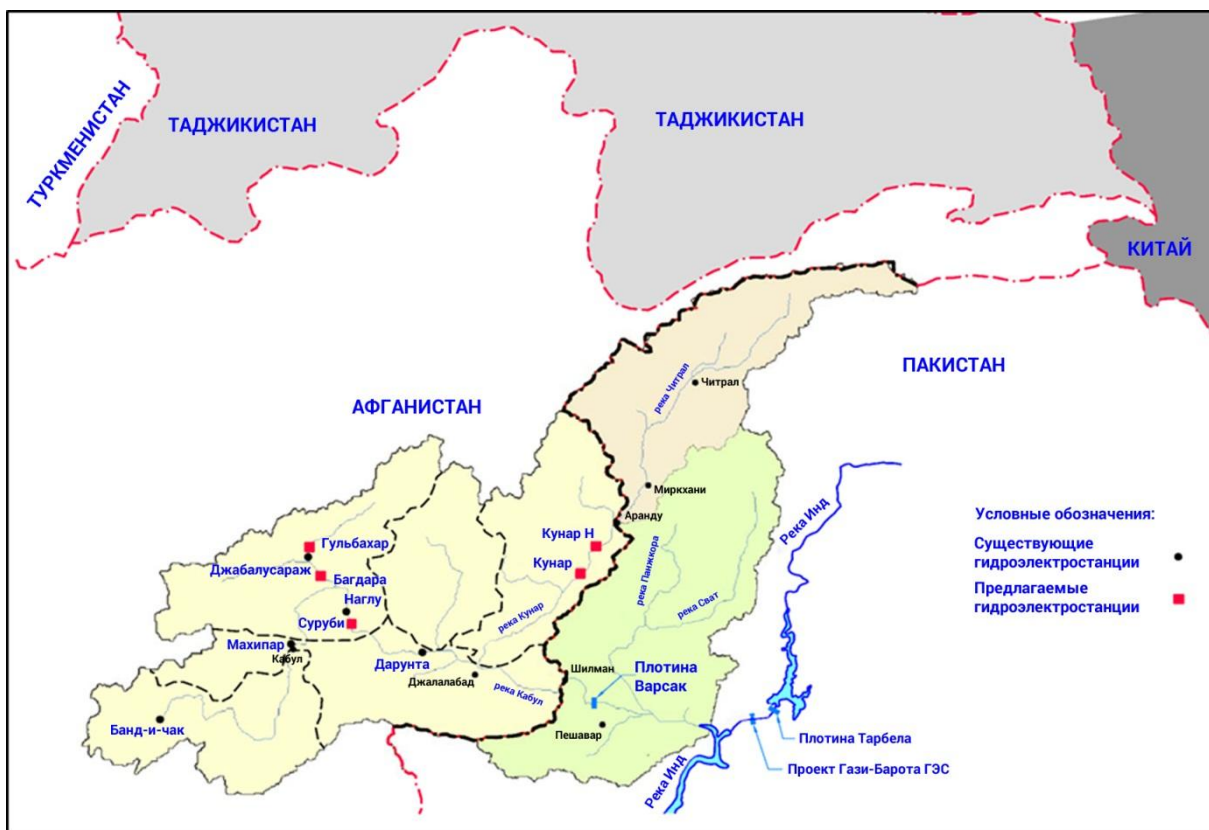 ТУРКМЕНИСТАН
ТАДЖИКИСТАН
ТАДЖИКИСТАН
КИТАЙ
ПАКИСТАН
АФГАНИСТАН
река Читрал
Читрал
Миркхани
Аранду
Кунар Н
Кунар
Гульбахар
Джабалусараж
Багдара
Наглу
Суруби
Махипар
Кабул
Дарунта
Джалалабад
Банд-и-чак
река Кунар
река Кабул
река Панжкора
река Сват
Шилман
Плотина
Варсак
Пешавар
Река Инд
Река Инд
Плотина Тарбела
Проект Гази-Барота ГЭС
Условные обозначения:
Существующие
гидроэлектростанции
Предлагаемые
гидроэлектростанции